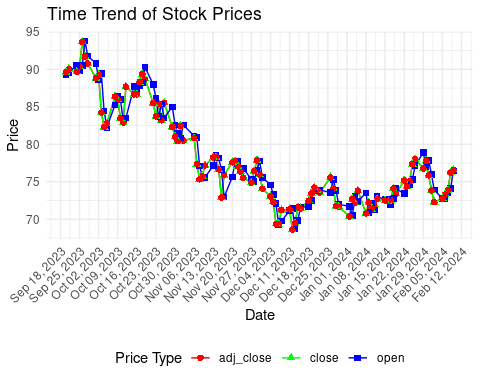 Time Trend of Stock Prices
95
90
85
80
75
70
Price
Sep 18, 2023
Sep 25, 2023
Oct 02, 2023
Oct 09, 2023
Oct 16, 2023
Oct 23, 2023
Oct 30, 2023
Nov 06, 2023
Nov 13, 2023
Nov 20, 2023
Nov 27, 2023
Dec 04, 2023
Dec 11, 2023
Dec 18, 2023
Dec 25, 2023
Jan 01, 2024
Jan 08, 2024
Jan 15, 2024
Jan 22, 2024
Jan 29, 2024
Feb 05, 2024
Feb 12, 2024
Date
Price Type adj_close close open